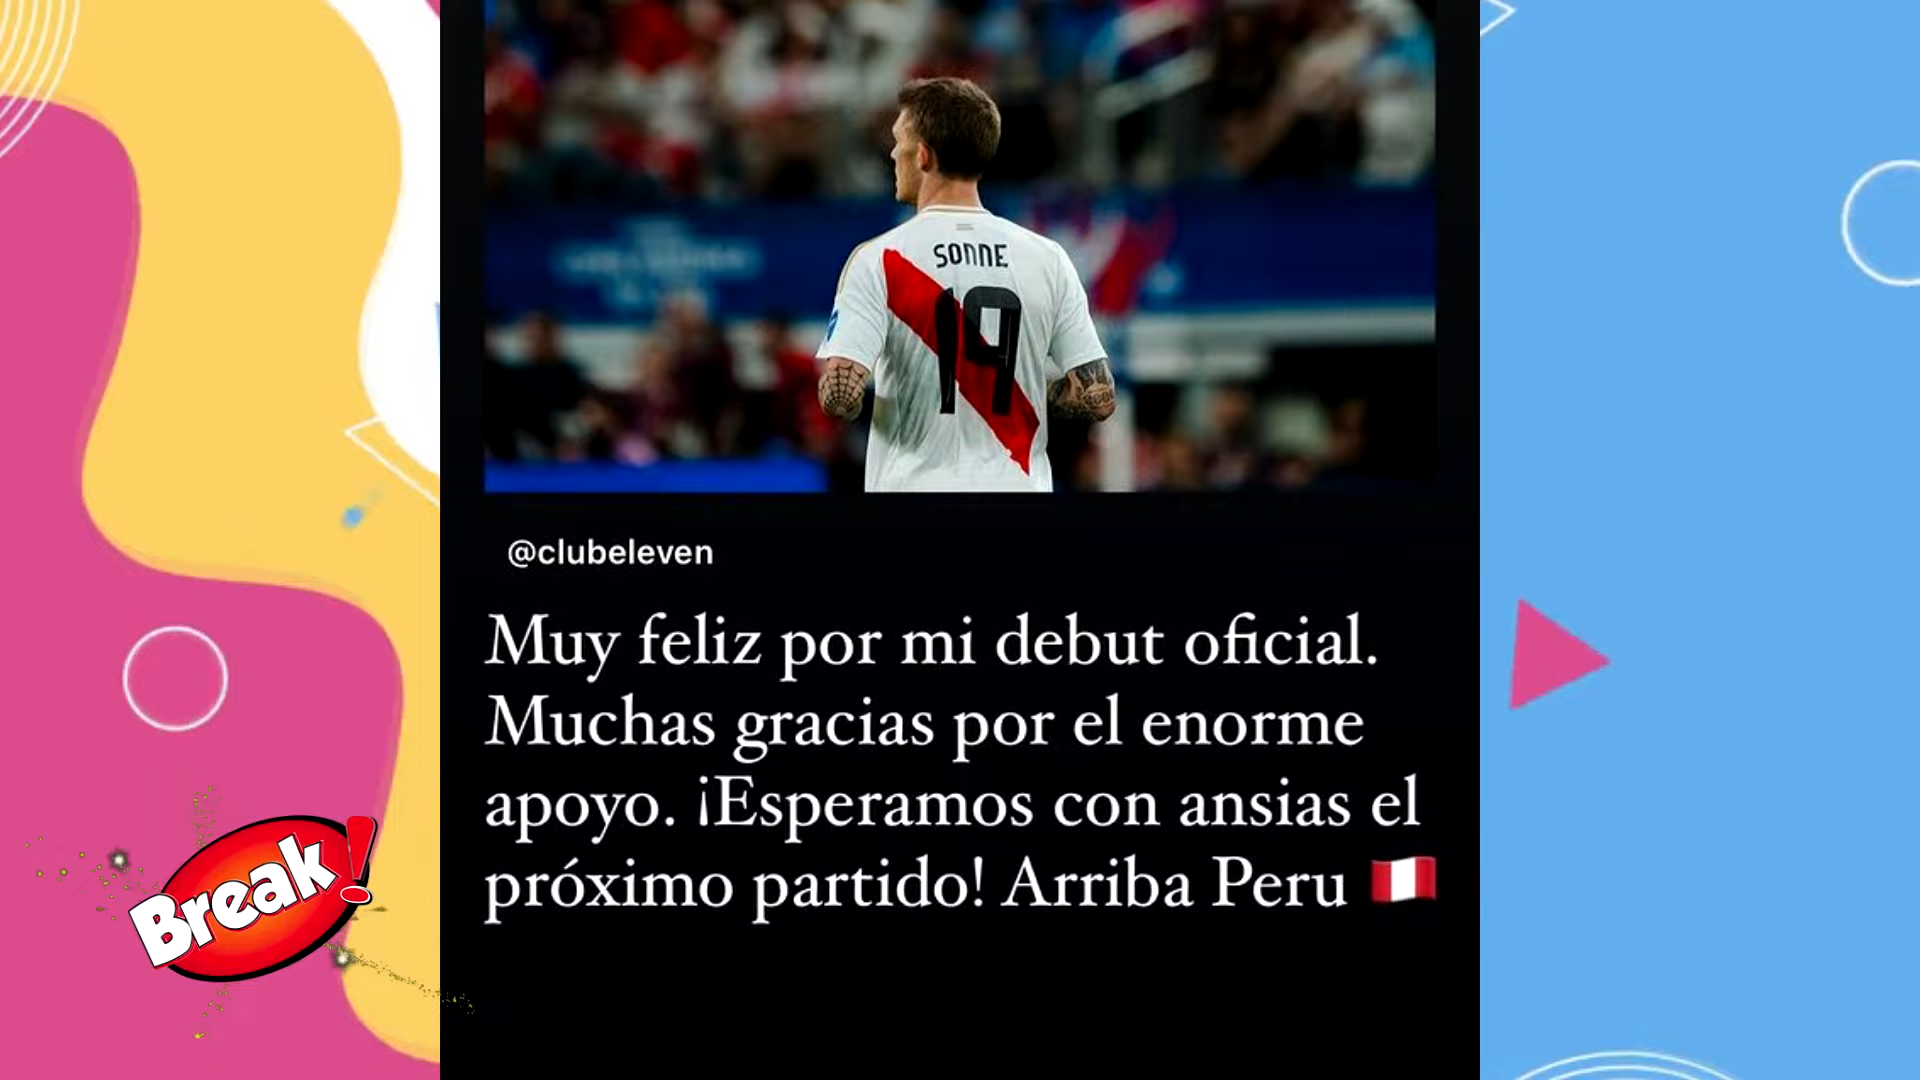 SONNE
19
@clubeleven
Muy feliz por mi debut oficial.
Muchas gracias por el enorme
apoyo. ¡Esperamos con ansias el
próximo partido! Arriba Peru 🇵🇪
Break!